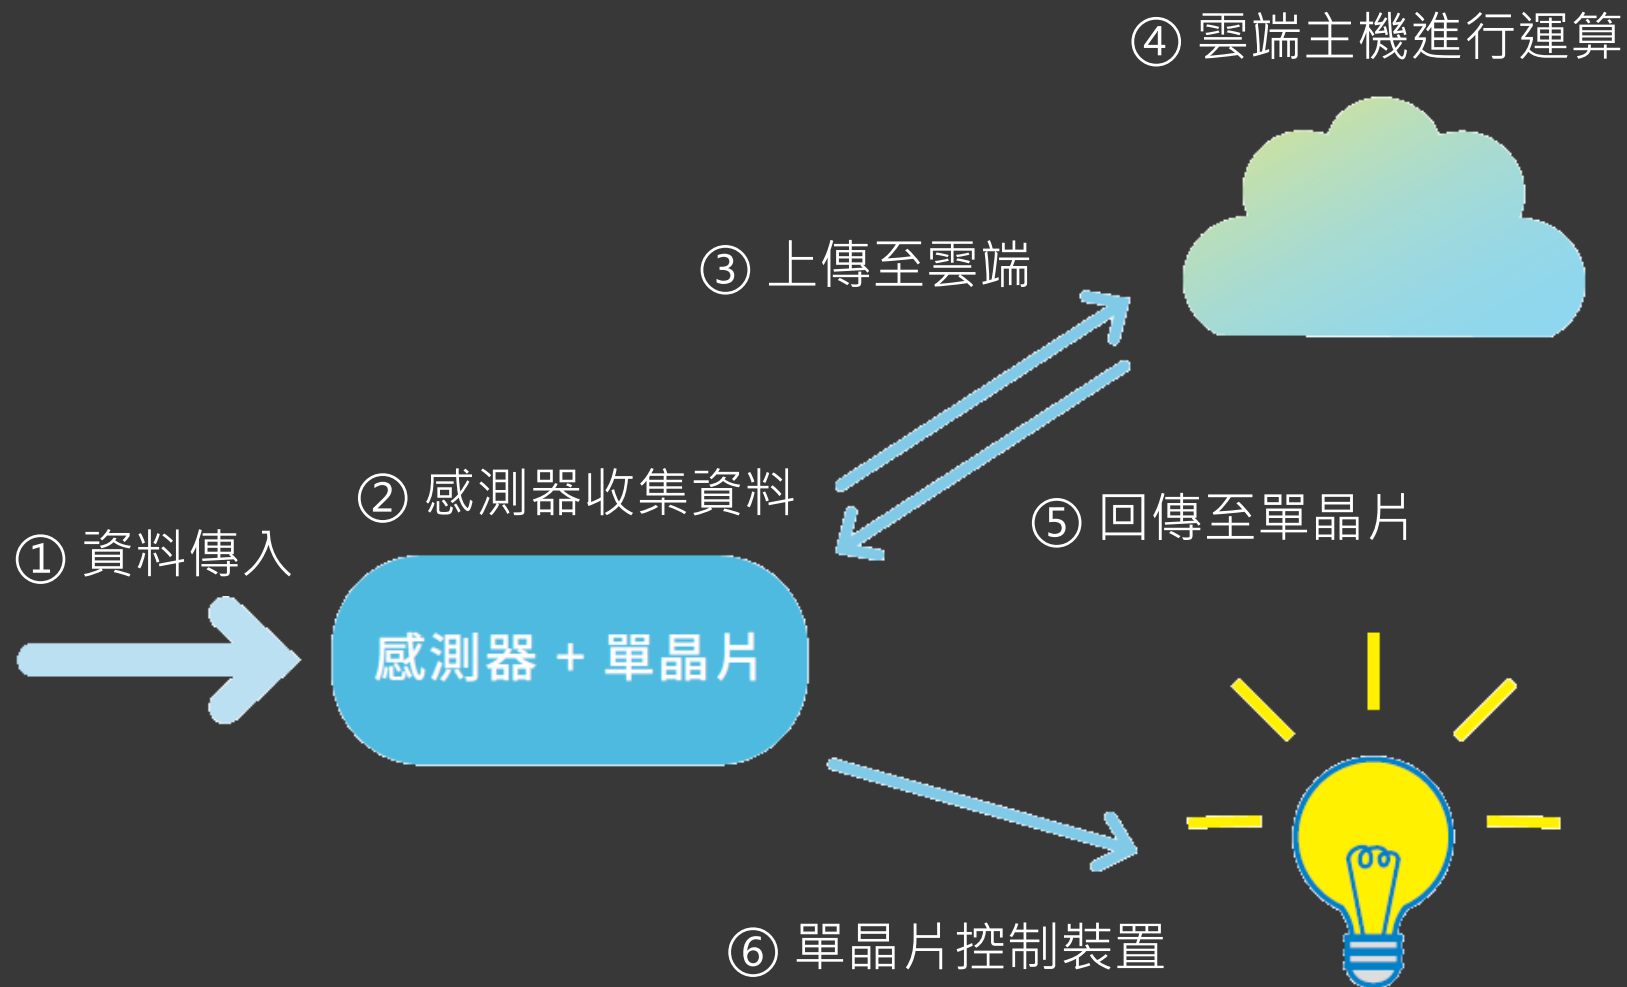 ① 資料傳入
② 感測器收集資料
感測器 + 單晶片
③ 上傳至雲端
④ 雲端主機進行運算
⑤ 回傳至單晶片
⑥ 單晶片控制裝置